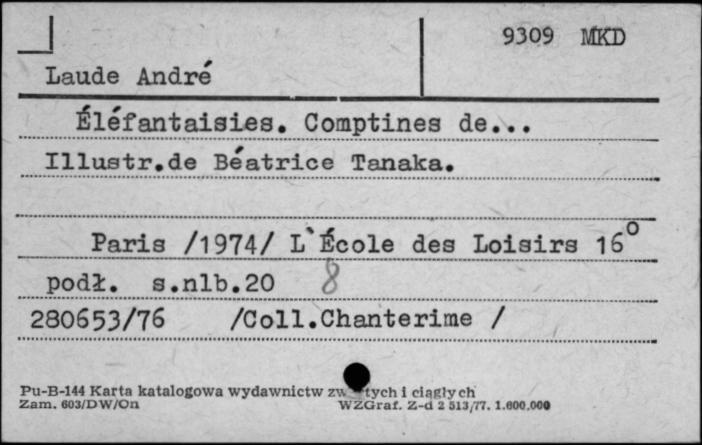 9309 MKD
Laude André
Éléfantaisies. Comptines de...
Illustr.de Béatrice Tanaka.
Paris /1974/ L`École des Loisirs 16°
podł. s.nlb.20 8
280653/76 /Coll.Chanterime /
Pu-B-144 Karta katalogowa wydawnictw i ciągłych
Zam. 603/DW/On WZGraf. Z-d 2 513/77. 1.600.000